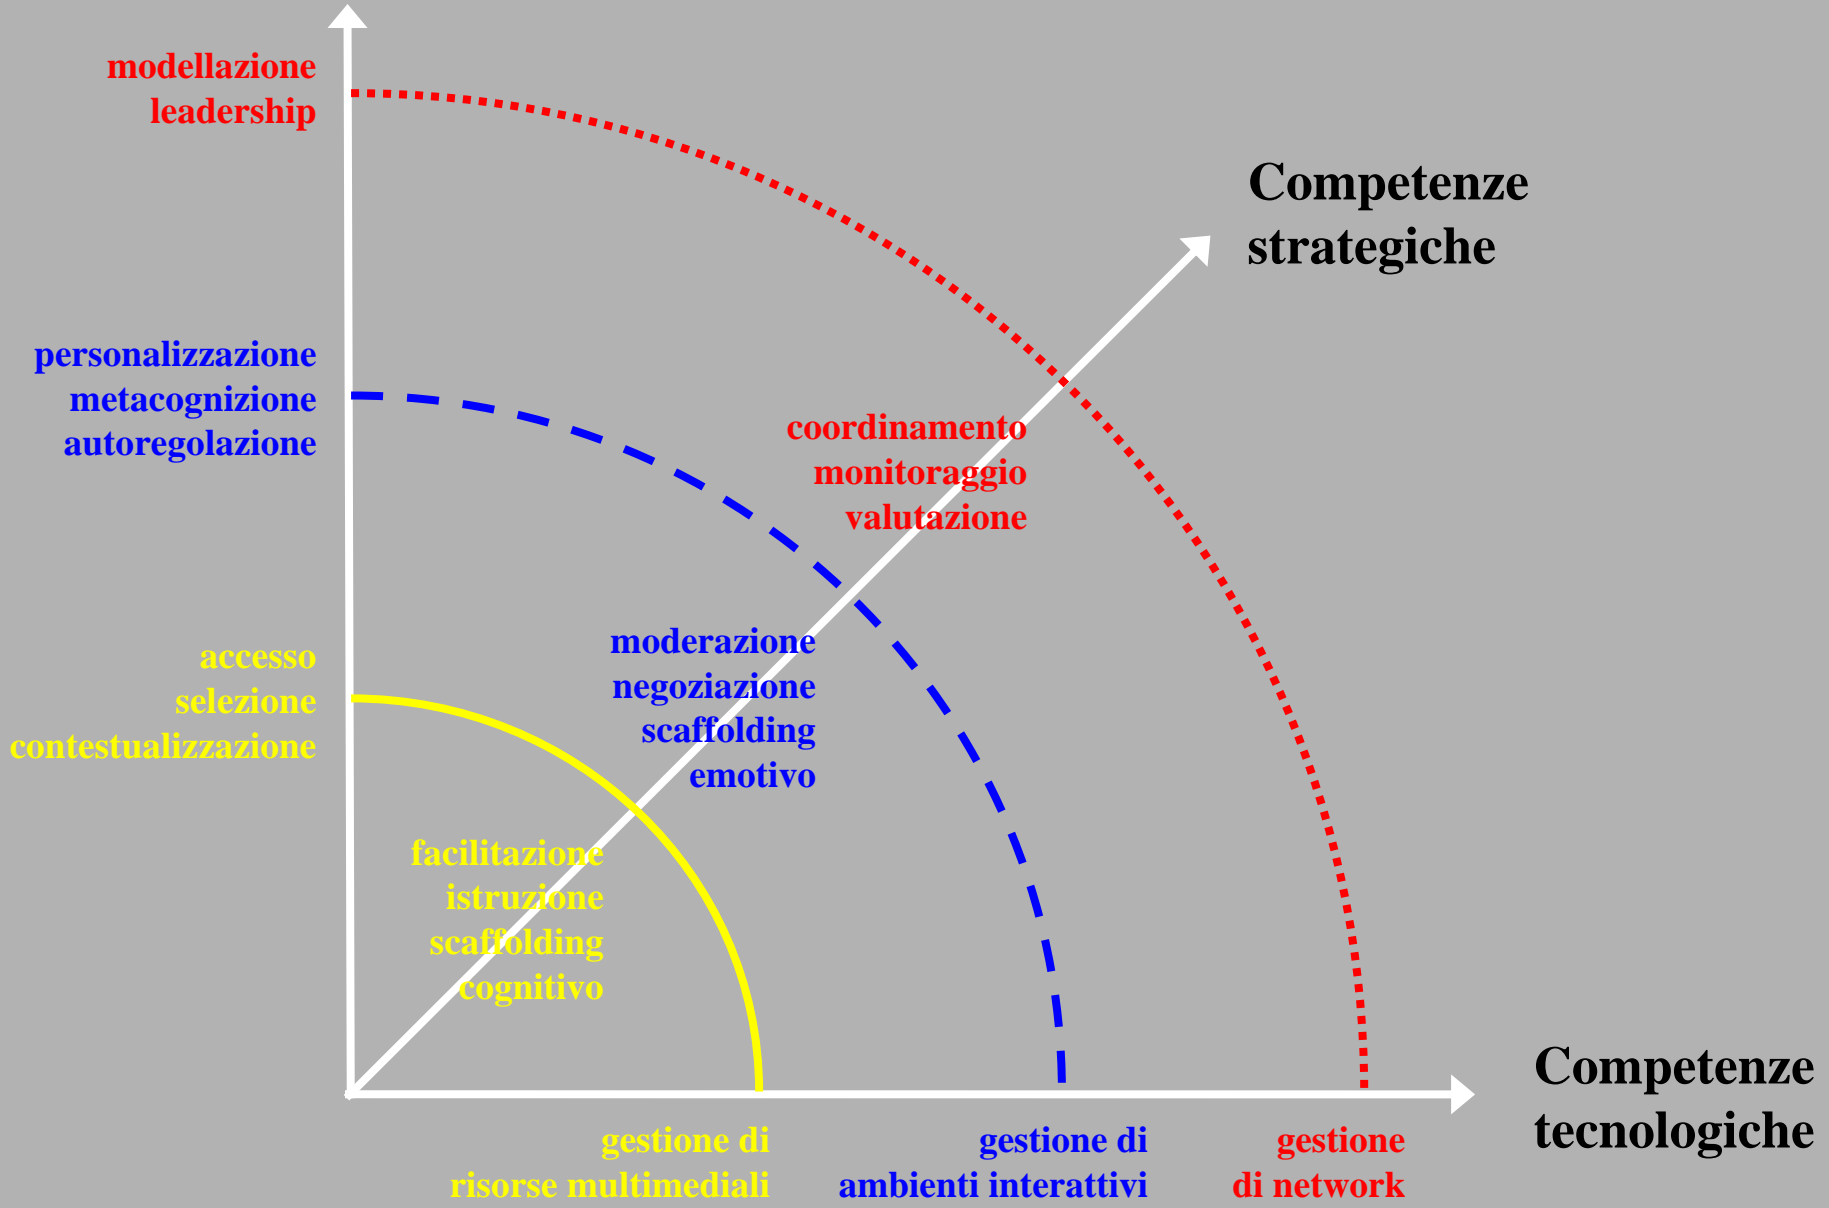 modellazione
leadership
Competenze
strategiche
personalizzazione
metacognizione
autoregolazione
coordinamento
monitoraggio
valutazione
accesso
selezione
contestualizzazione
moderazione
negoziazione
scaffolding
emotivo
facilitazione
istruzione
scaffolding
cognitivo
Competenze
tecnologiche
gestione di
risorse multimediali
gestione di
ambienti interattivi
gestione
di network